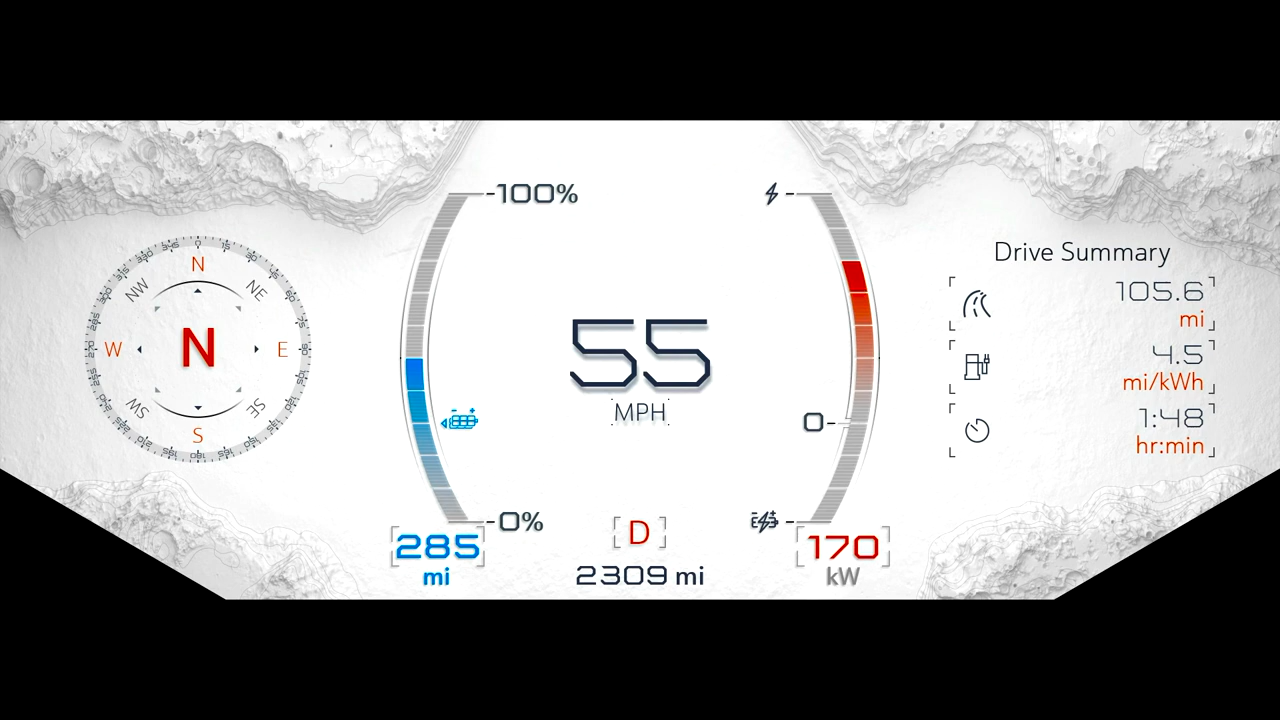 100%
Drive Summary
N
NW
NE
105.6
mi
W
N
E
55
4.5
mi/kWh
MPH
SW
SE
0
1:48
hr:min
S
0%
285
mi
D
2309 mi
170
kW